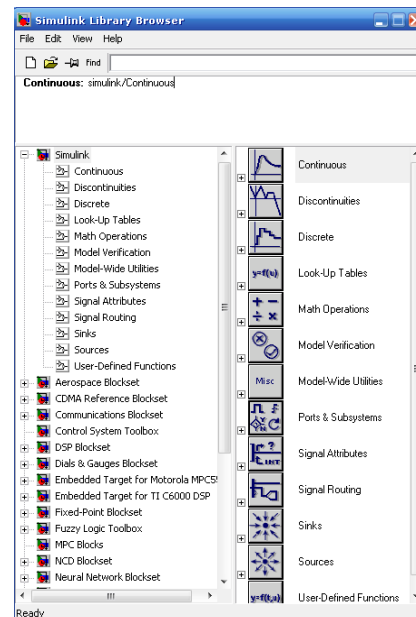 Simulink Library Browser
File Edit View Help
Find
Continuous: simulink/Continuous
Simulink
Continuous
Discontinuities
Discrete
Look-Up Tables
Math Operations
Model Verification
Model-Wide Utilities
Ports & Subsystems
Signal Attributes
Signal Routing
Sinks
Sources
User-Defined Functions
Aerospace Blockset
CDMA Reference Blockset
Communications Blockset
Control System Toolbox
DSP Blockset
Dials & Gauges Blockset
Embedded Target for Motorola MPC5
Embedded Target for TI C6000 DSP
Fixed-Point Blockset
Fuzzy Logic Toolbox
MPC Blocks
NCD Blockset
Neural Network Blockset
Continuous
Discontinuities
Discrete
y=f(u) Look-Up Tables
+ - ÷ × Math Operations
Model Verification
Misc Model-Wide Utilities
Ports & Subsystems
Signal Attributes
Signal Routing
Sinks
Sources
y=f(t,u) User-Defined Functions
Ready